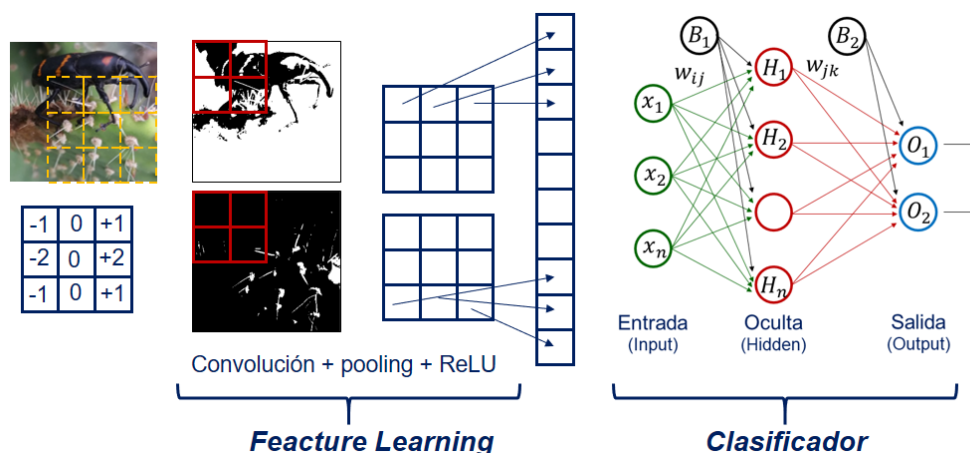 -1 0 +1
-2 0 +2
-1 0 +1
Convolución + pooling + ReLU
Feacture Learning
B₁
B₂
wᵢⱼ
wⱼₖ
x₁
x₂
xₙ
H₁
H₂
Hₙ
O₁
O₂
Entrada
(Input)
Oculta
(Hidden)
Salida
(Output)
Clasificador